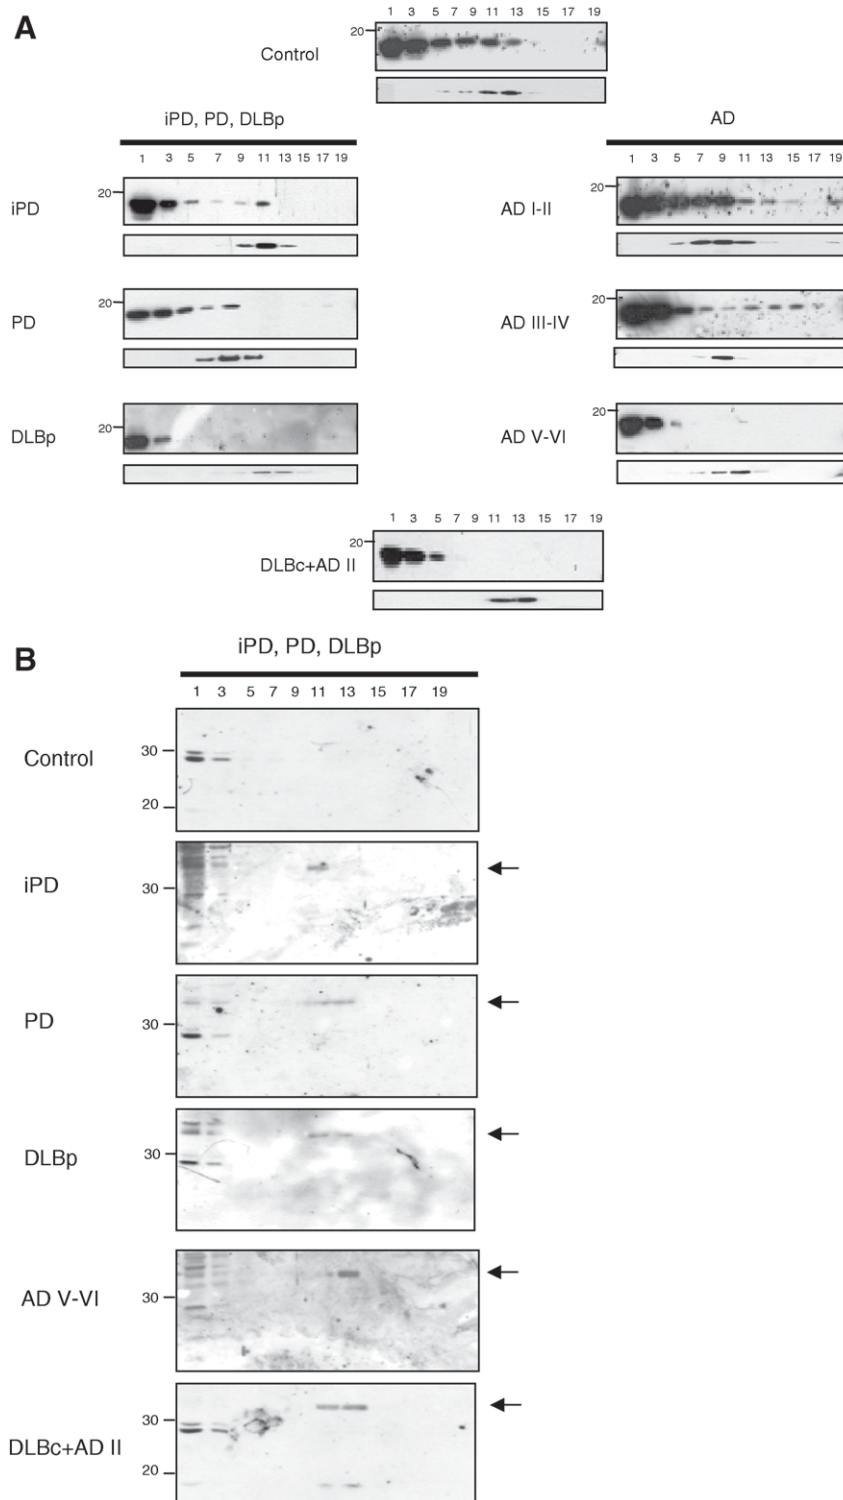 A
1 3 5 7 9 11 13 15 17 19
20
Control
iPD, PD, DLBp
AD
1 3 5 7 9 11 13 15 17 19
1 3 5 7 9 11 13 15 17 19
20
iPD
20
AD I-II
20
PD
20
AD III-IV
20
DLBp
20
AD V-VI
1 3 5 7 9 11 13 15 17 19
20
DLBc+AD II
B
iPD, PD, DLBp
1 3 5 7 9 11 13 15 17 19
Control
30
20
iPD
30
PD
30
DLBp
30
AD V-VI
30
DLBc+AD II
30
20